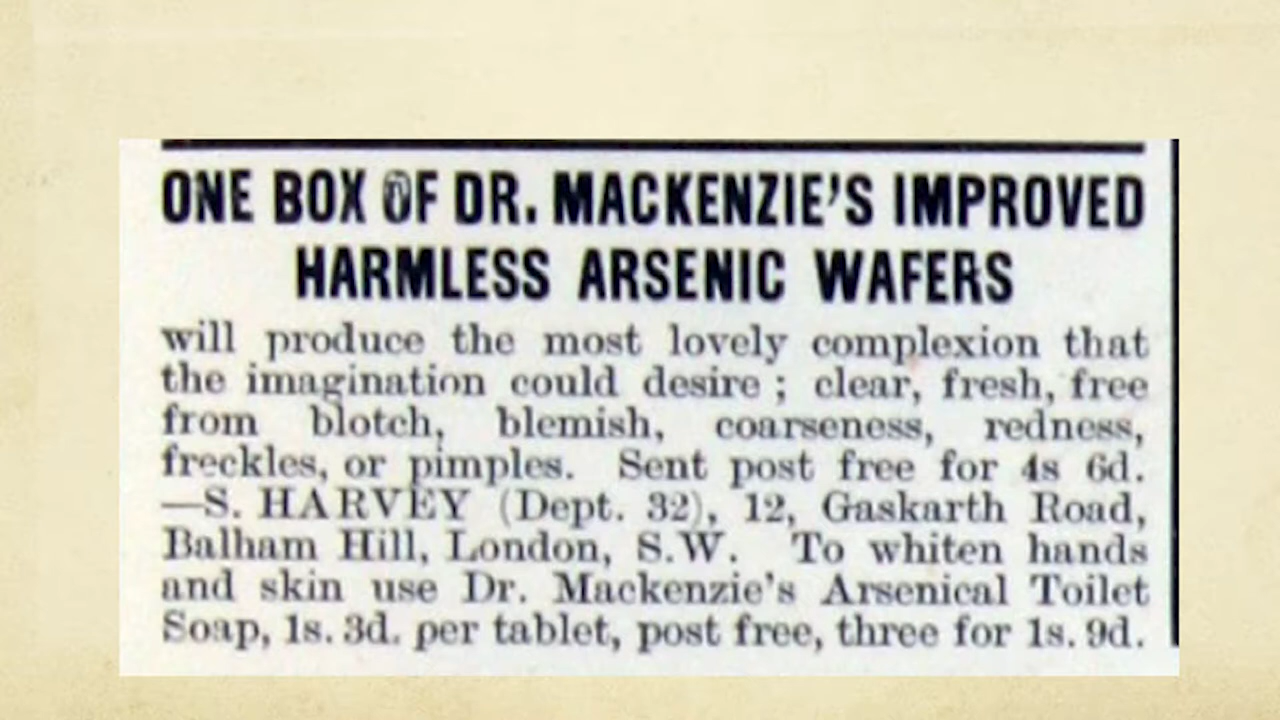 ONE BOX OF DR. MACKENZIE'S IMPROVED
HARMLESS ARSENIC WAFERS
will produce the most lovely complexion that
the imagination could desire ; clear, fresh, free
from blotch, blemish, coarseness, redness,
freckles, or pimples. Sent post free for 4s 6d.
—S. HARVEY (Dept. 32), 12, Gaskarth Road,
Balham Hill, London, S.W. To whiten hands
and skin use Dr. Mackenzie's Arsenical Toilet
Soap, 1s. 3d. per tablet, post free, three for 1s. 9d.